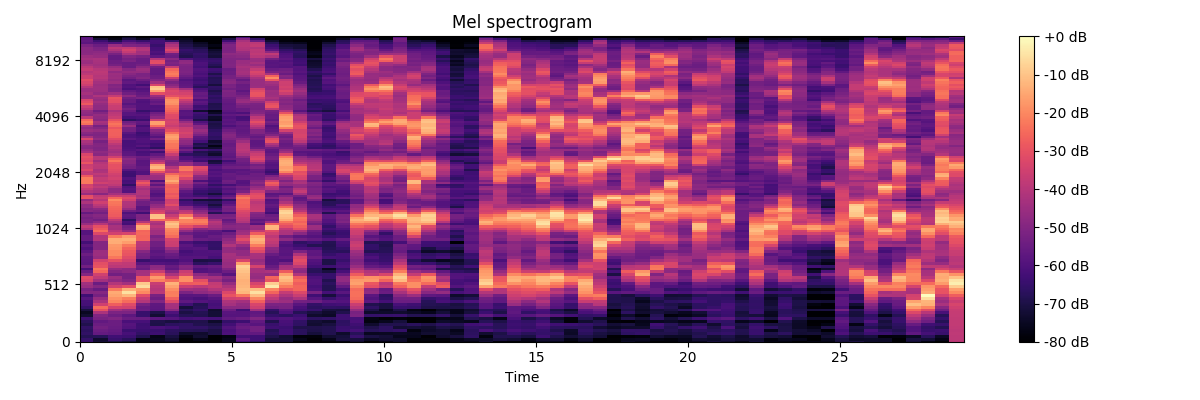 Mel spectrogram
Hz
8192
4096
2048
1024
512
0
0 5 10 15 20 25
Time
+0 dB
-10 dB
-20 dB
-30 dB
-40 dB
-50 dB
-60 dB
-70 dB
-80 dB